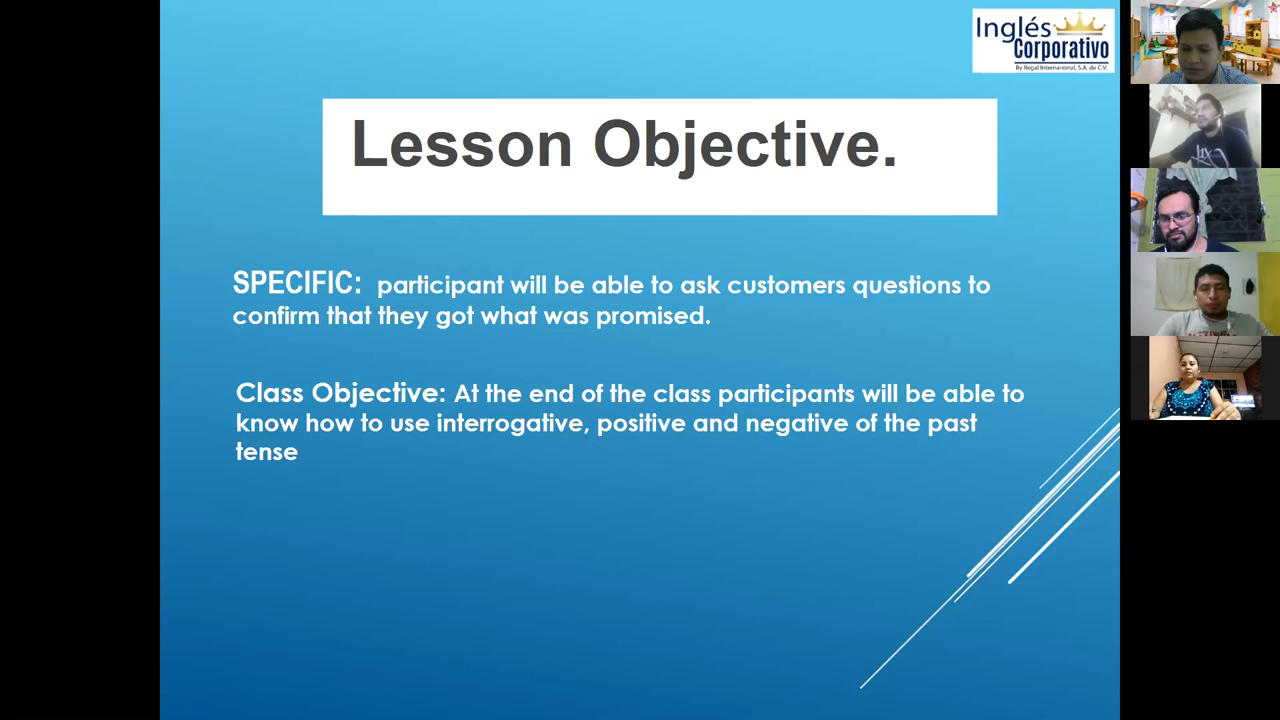 Inglés
Corporativo
By Regal International, S.A. de C.V.
Lesson Objective.
SPECIFIC: participant will be able to ask customers questions to
confirm that they got what was promised.
Class Objective: At the end of the class participants will be able to
know how to use interrogative, positive and negative of the past
tense